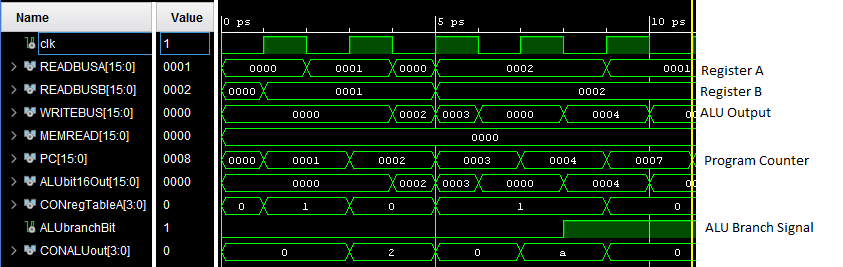 Name Value 0 ps 5 ps 10 ps
clk 1
READBUSA[15:0] 0001 0000 0001 0000 0002 0001 Register A
READBUSB[15:0] 0002 0000 0001 0002 Register B
WRITEBUS[15:0] 0000 0000 0002 0003 0000 0004 00 ALU Output
MEMREAD[15:0] 0000 0000
PC[15:0] 0008 0000 0001 0002 0003 0004 0007 Program Counter
ALUbit16Out[15:0] 0000 0000 0002 0003 0000 0004 00
CONregTableA[3:0] 0 0 1 0 1 0
ALUbranchBit 1 ALU Branch Signal
CONALUout[3:0] 0 0 2 0 a 0